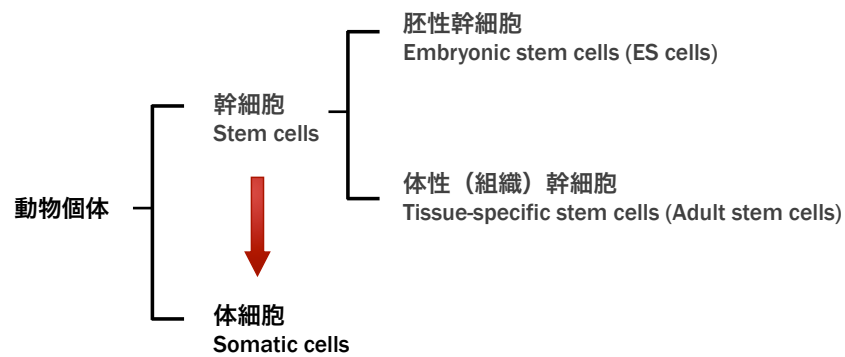 胚性幹細胞
Embryonic stem cells (ES cells)
幹細胞
Stem cells
体性（組織）幹細胞
Tissue-specific stem cells (Adult stem cells)
動物個体
体細胞
Somatic cells